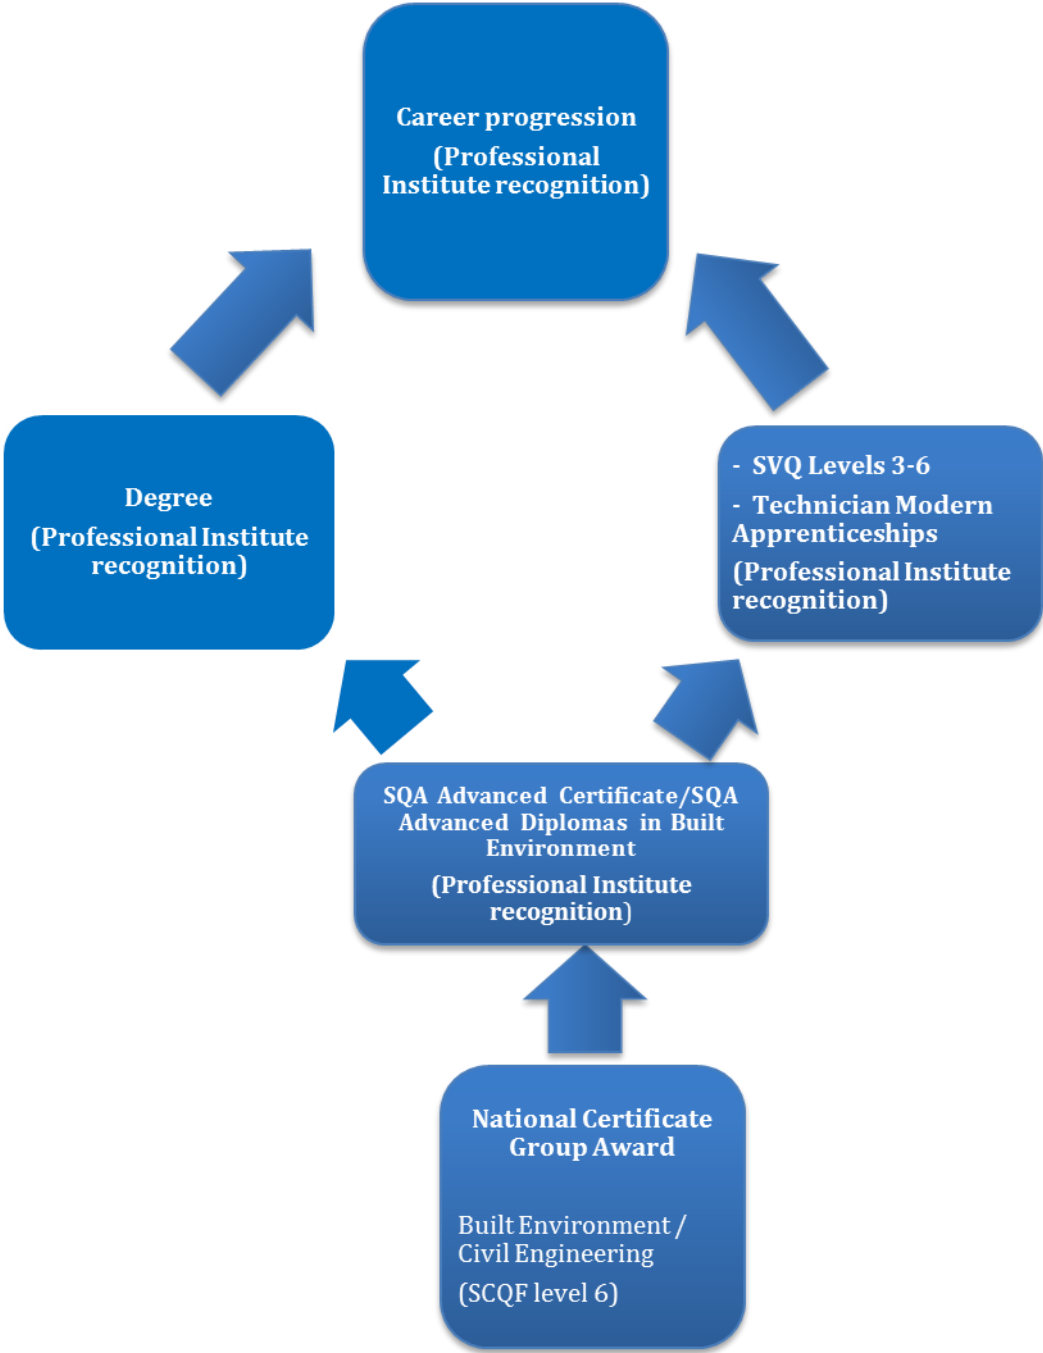 Career progression
(Professional
Institute recognition)
Degree
(Professional Institute
recognition)
- SVQ Levels 3-6
- Technician Modern
Apprenticeships
(Professional Institute
recognition)
SQA Advanced Certificate/SQA
Advanced Diplomas in Built
Environment
(Professional Institute
recognition)
National Certificate
Group Award
Built Environment /
Civil Engineering
(SCQF level 6)